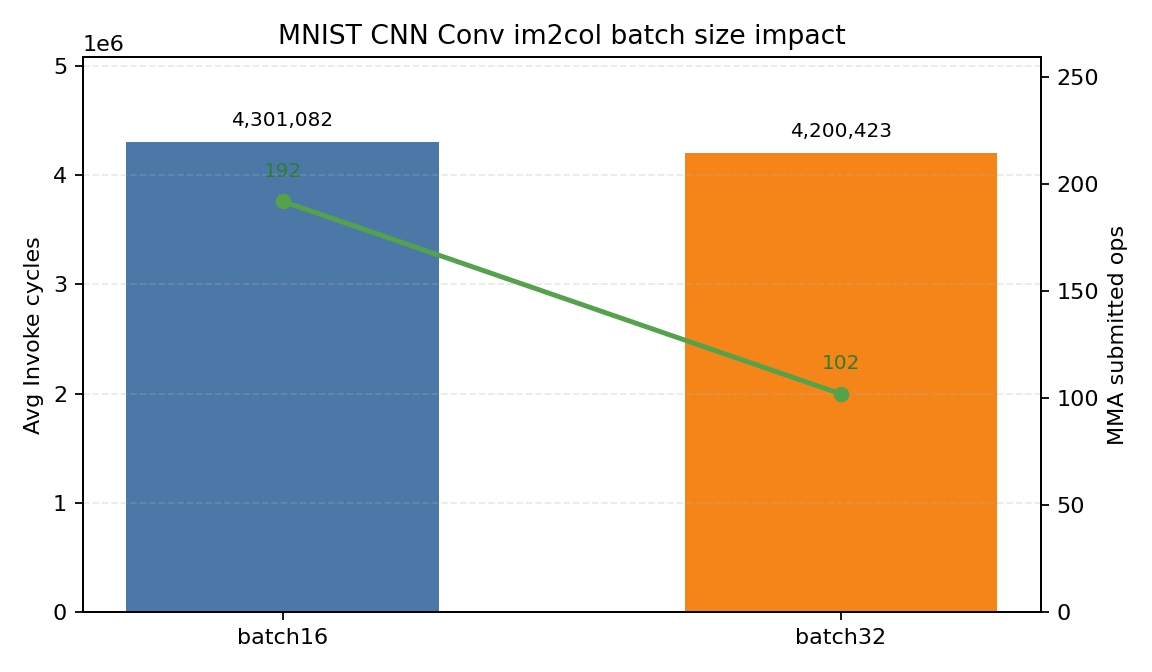 MNIST CNN Conv im2col batch size impact
1e6
5
4
3
2
1
0
Avg Invoke cycles
4,301,082
4,200,423
192
102
250
200
150
100
50
0
MMA submitted ops
batch16
batch32